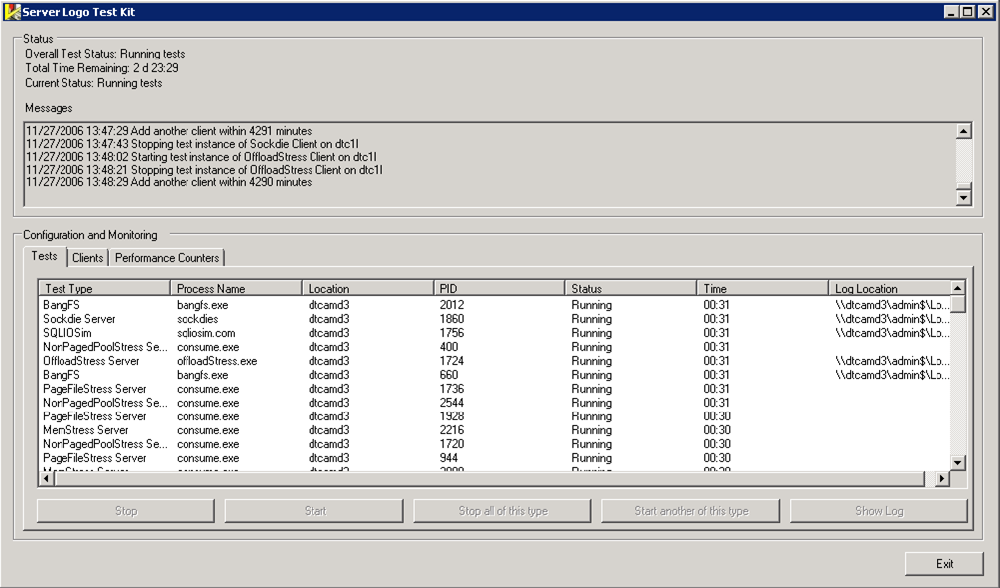 Server Logo Test Kit
Status
Overall Test Status: Running tests
Total Time Remaining: 2 d 23:29
Current Status: Running tests
Messages
11/27/2006 13:47:29 Add another client within 4291 minutes
11/27/2006 13:47:43 Stopping test instance of Sockdie Client on dtc1l
11/27/2006 13:48:02 Starting test instance of OffloadStress Client on dtc1l
11/27/2006 13:48:21 Stopping test instance of OffloadStress Client on dtc1l
11/27/2006 13:48:29 Add another client within 4290 minutes
Configuration and Monitoring
Tests Clients Performance Counters
Test Type Process Name Location PID Status Time Log Location
BangFS bangfs.exe dtcamd3 2012 Running 00:31 \\dtcamd3\admin$\Lo...
Sockdie Server sockdies dtcamd3 1860 Running 00:31 \\dtcamd3\admin$\Lo...
SQLIOSim sqliosim.com dtcamd3 1756 Running 00:31 \\dtcamd3\admin$\Lo...
NonPagedPoolStress Se... consume.exe dtcamd3 400 Running 00:31
OffloadStress Server offloadStress.exe dtcamd3 1724 Running 00:31 \\dtcamd3\admin$\Lo...
BangFS bangfs.exe dtcamd3 660 Running 00:31 \\dtcamd3\admin$\Lo...
PageFileStress Server consume.exe dtcamd3 1736 Running 00:31
NonPagedPoolStress Se... consume.exe dtcamd3 2544 Running 00:31
PageFileStress Server consume.exe dtcamd3 1928 Running 00:30
MemStress Server consume.exe dtcamd3 2216 Running 00:30
NonPagedPoolStress Se... consume.exe dtcamd3 1720 Running 00:30
PageFileStress Server consume.exe dtcamd3 944 Running 00:30
Stop Start Stop all of this type Start another of this type Show Log
Exit